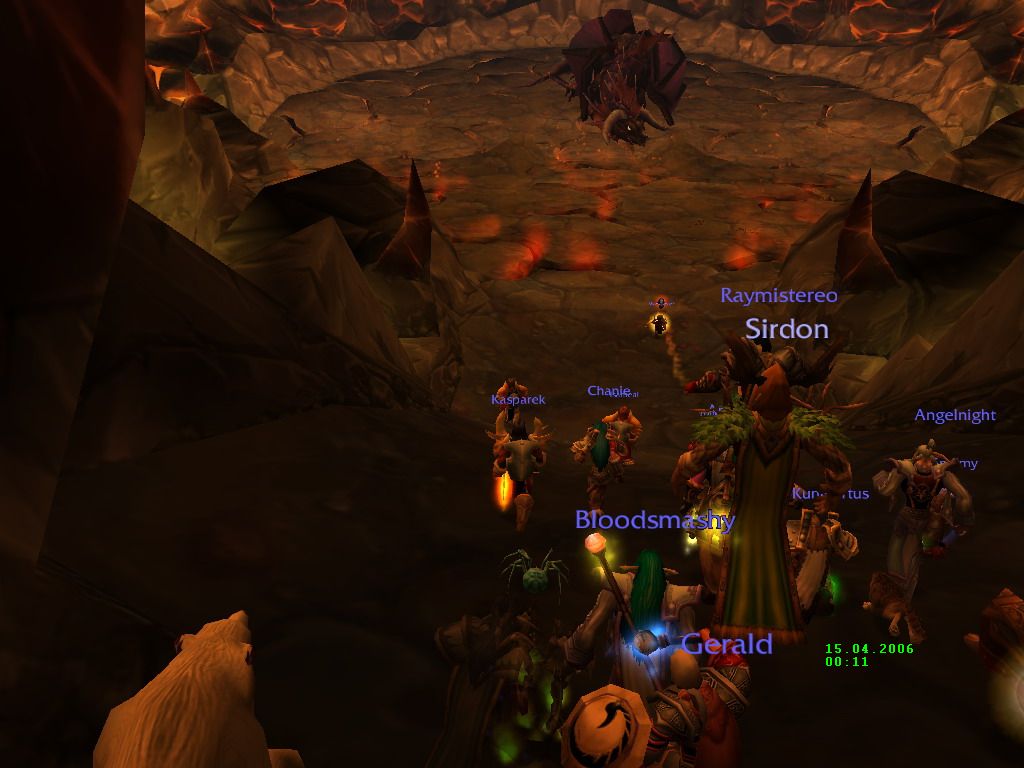 Raymistereo
Sirdon
Kasparek
Chanie
Angelnight
Bloodsmashy
Gerald
15.04.2006
00:11